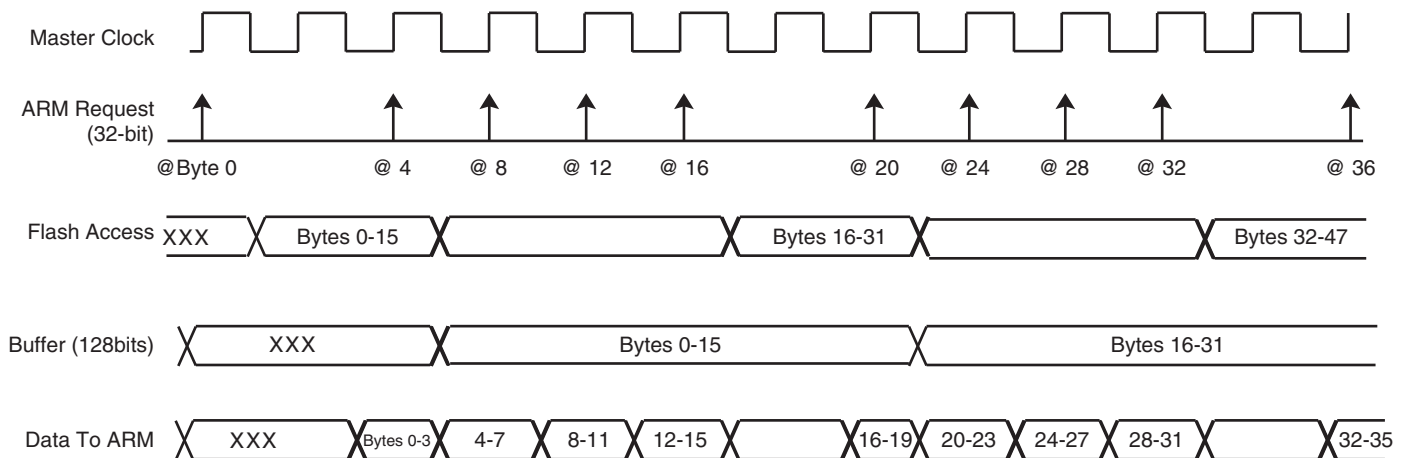 Master Clock
ARM Request
(32-bit)
@Byte 0 @ 4 @ 8 @ 12 @ 16 @ 20 @ 24 @ 28 @ 32 @ 36
Flash Access XXX Bytes 0-15 Bytes 16-31 Bytes 32-47
Buffer (128bits) XXX Bytes 0-15 Bytes 16-31
Data To ARM XXX Bytes 0-3 4-7 8-11 12-15 16-19 20-23 24-27 28-31 32-35